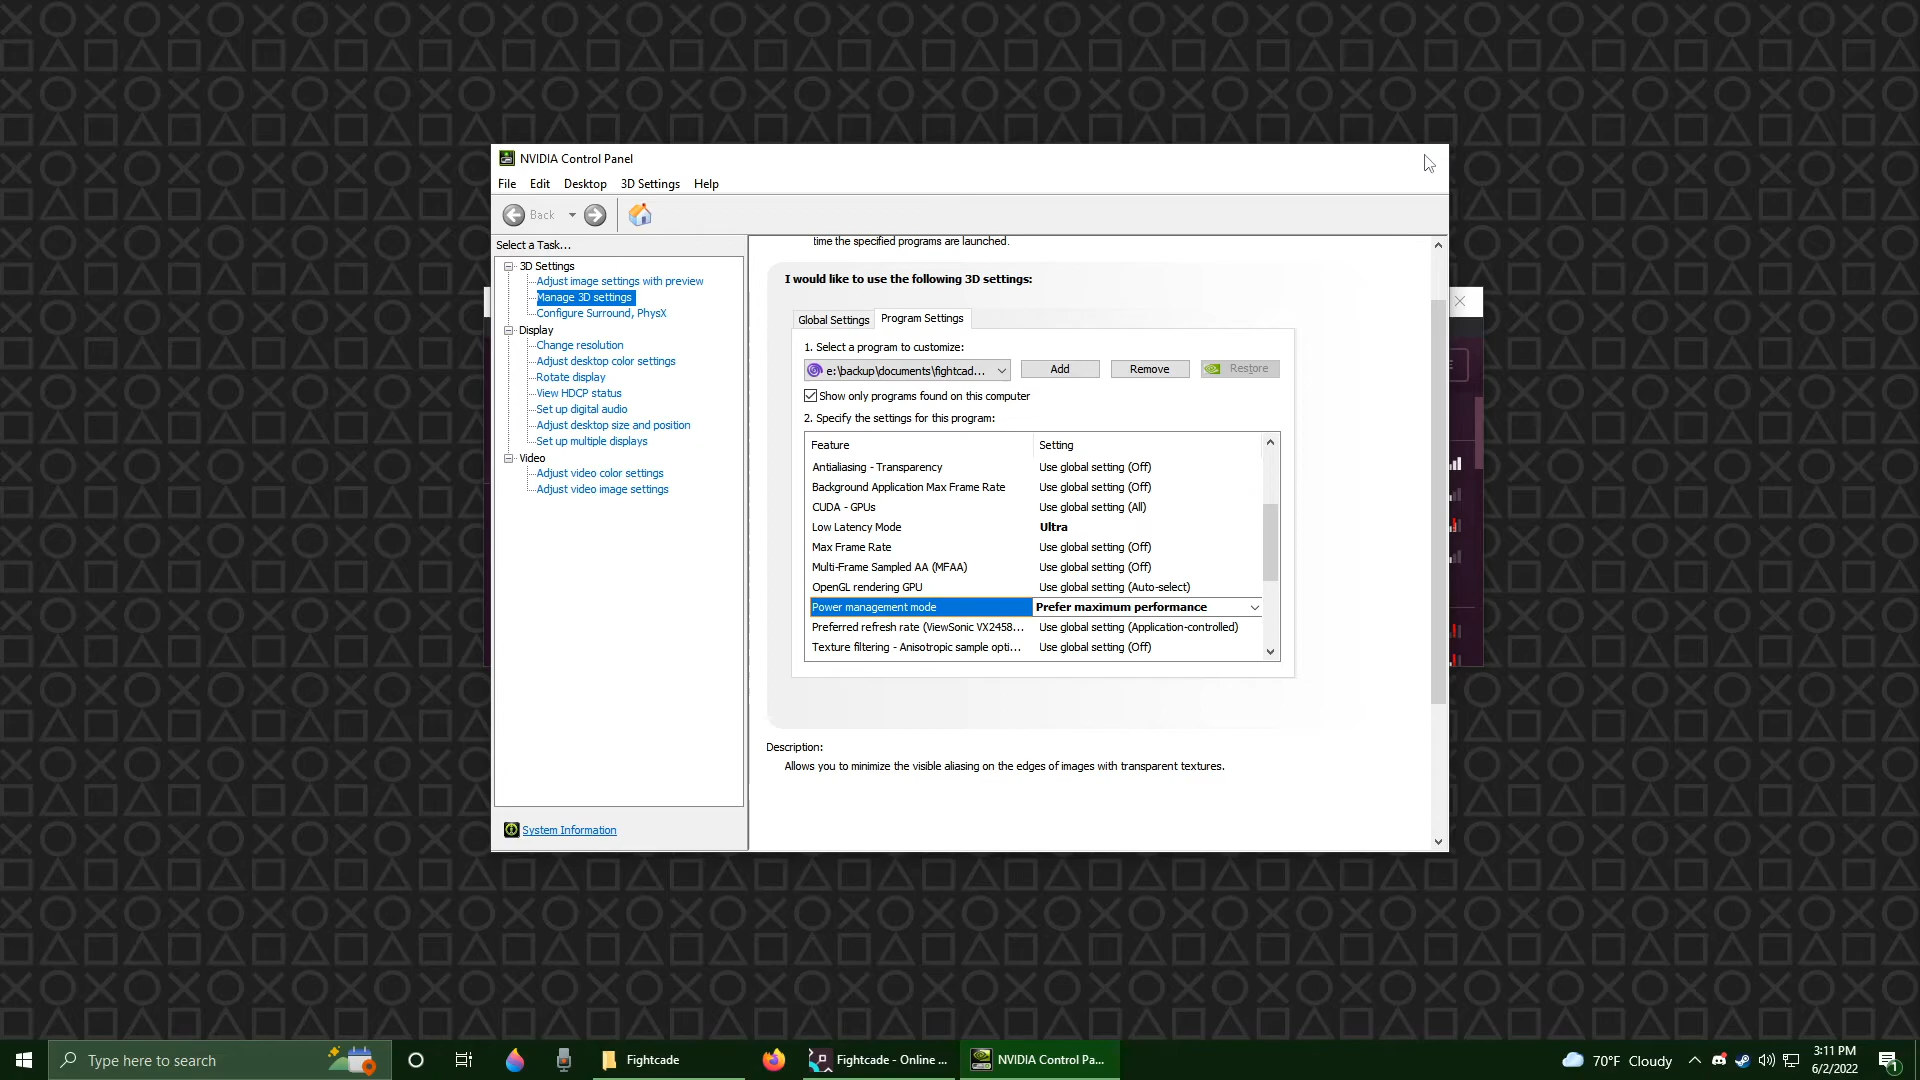 NVIDIA Control Panel
File Edit Desktop 3D Settings Help
Back
Select a Task...
3D Settings
Adjust image settings with preview
Manage 3D settings
Configure Surround, PhysX
Display
Change resolution
Adjust desktop color settings
Rotate display
View HDCP status
Set up digital audio
Adjust desktop size and position
Set up multiple displays
Video
Adjust video color settings
Adjust video image settings
System Information
time the specified programs are launched.
I would like to use the following 3D settings:
Global Settings Program Settings
1. Select a program to customize:
e:\backup\documents\fightcad... Add Remove Restore
Show only programs found on this computer
2. Specify the settings for this program:
Feature Setting
Antialiasing - Transparency Use global setting (Off)
Background Application Max Frame Rate Use global setting (Off)
CUDA - GPUs Use global setting (All)
Low Latency Mode Ultra
Max Frame Rate Use global setting (Off)
Multi-Frame Sampled AA (MFAA) Use global setting (Off)
OpenGL rendering GPU Use global setting (Auto-select)
Power management mode Prefer maximum performance
Preferred refresh rate (ViewSonic VX2458... Use global setting (Application-controlled)
Texture filtering - Anisotropic sample opti... Use global setting (Off)
Description:
Allows you to minimize the visible aliasing on the edges of images with transparent textures.
Type here to search
Fightcade
Fightcade - Online ...
NVIDIA Control Pa...
70°F Cloudy
3:11 PM
6/2/2022
1